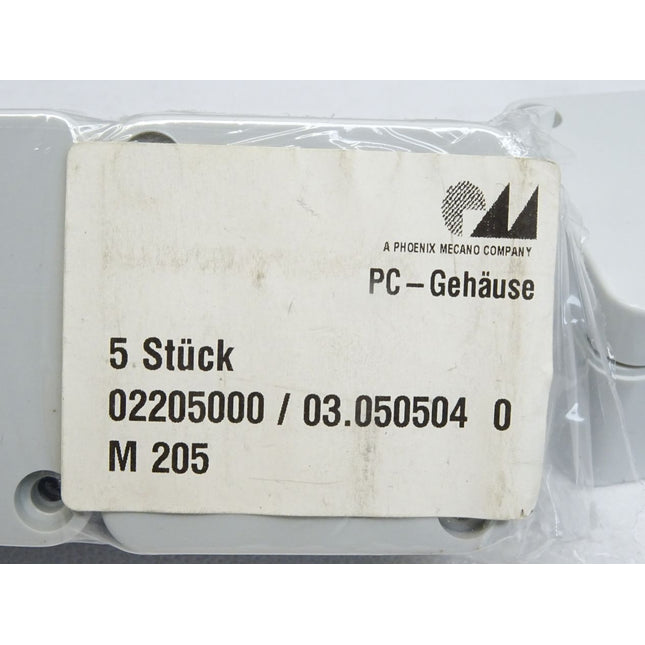 A PHOENIX MECANO COMPANY
PC-Gehäuse
5 Stück
02205000 / 03.050504 0
M 205